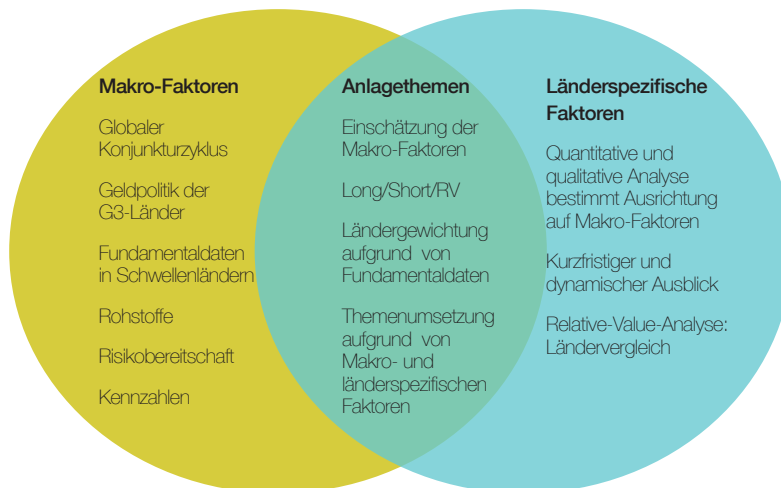 Makro-Faktoren
Globaler
Konjunkturzyklus
Geldpolitik der
G3-Länder
Fundamentaldaten
in Schwellenländern
Rohstoffe
Risikobereitschaft
Kennzahlen
Anlagethemen
Einschätzung der
Makro-Faktoren
Long/Short/RV
Ländergewichtung
aufgrund von
Fundamentaldaten
Themenumsetzung
aufgrund von
Makro- und
länderspezifischen
Faktoren
Länderspezifische
Faktoren
Quantitative und
qualitative Analyse
bestimmt Ausrichtung
auf Makro-Faktoren
Kurzfristiger und
dynamischer Ausblick
Relative-Value-Analyse:
Ländervergleich